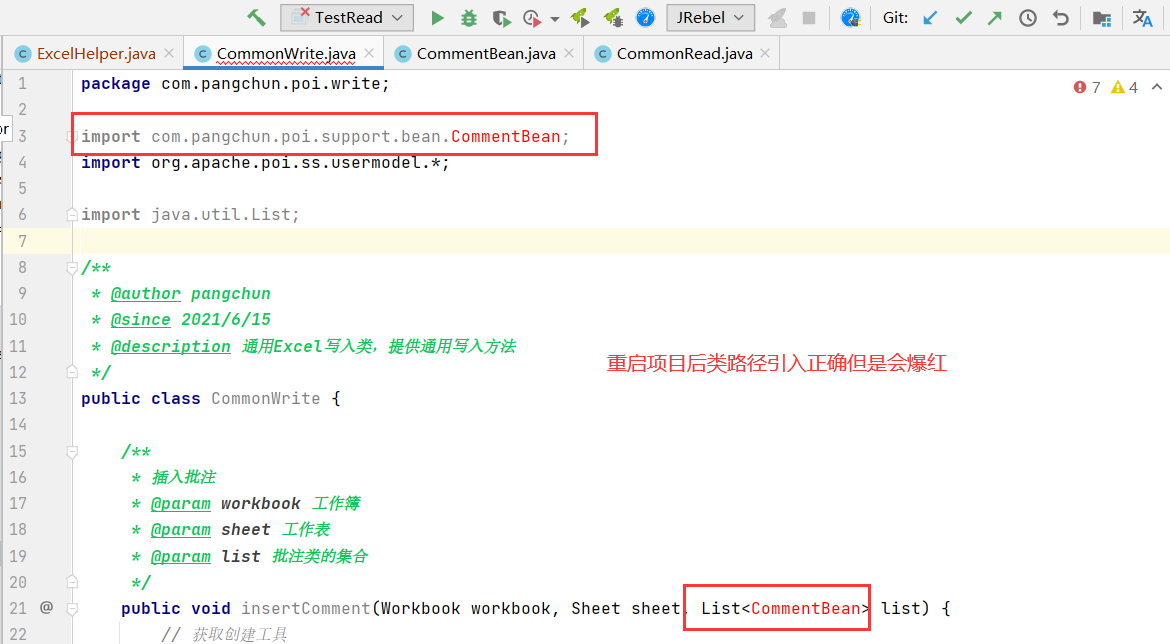 TestRead
JRebel
Git:
ExcelHelper.java
CommonWrite.java
CommentBean.java
CommonRead.java
1 package com.pangchun.poi.write;
7 4
2
or
3 import com.pangchun.poi.support.bean.CommentBean;
4 import org.apache.poi.ss.usermodel.*;
5
6 import java.util.List;
7
8 /**
9 * @author pangchun
10 * @since 2021/6/15
11 * @description 通用Excel写入类，提供通用写入方法
重启项目后类路径引入正确但是会爆红
12 */
13 public class CommonWrite {
14
15 /**
16 * 插入批注
17 * @param workbook 工作簿
18 * @param sheet 工作表
19 * @param list 批注类的集合
20 */
21 @ public void insertComment(Workbook workbook, Sheet sheet, List<CommentBean> list) {
22 // 获取创建工具